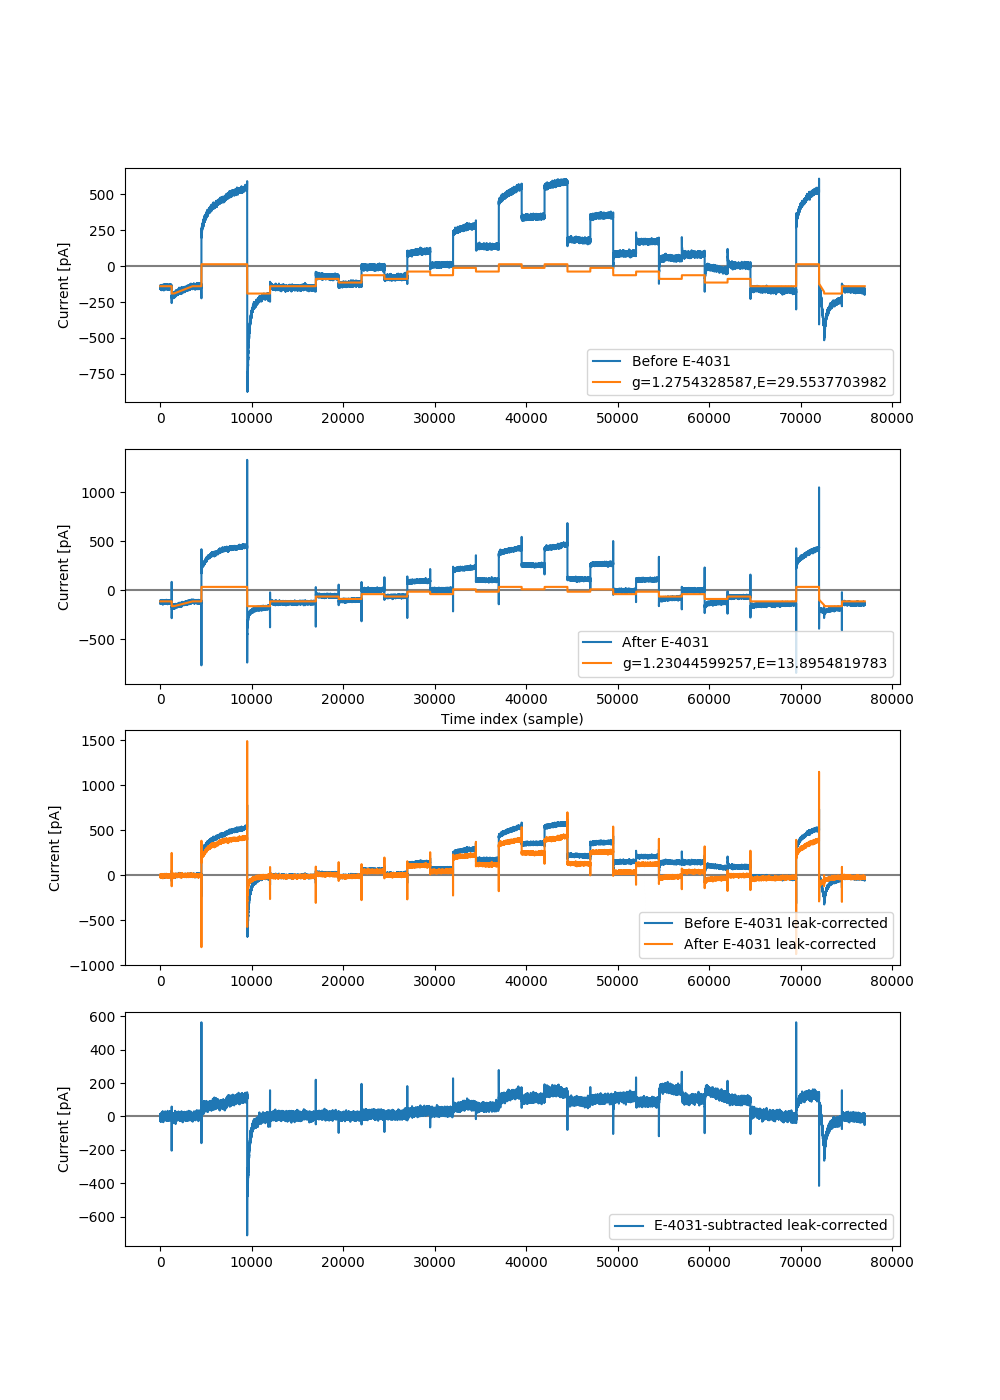 500
250
0
−250
−500
−750
Current [pA]
Before E-4031
g=1.2754328587,E=29.5537703982
0 10000 20000 30000 40000 50000 60000 70000 80000
1000
500
0
−500
Current [pA]
After E-4031
g=1.23044599257,E=13.8954819783
0 10000 20000 30000 40000 50000 60000 70000 80000
Time index (sample)
1500
1000
500
0
−500
−1000
Current [pA]
Before E-4031 leak-corrected
After E-4031 leak-corrected
0 10000 20000 30000 40000 50000 60000 70000 80000
600
400
200
0
−200
−400
−600
Current [pA]
E-4031-subtracted leak-corrected
0 10000 20000 30000 40000 50000 60000 70000 80000